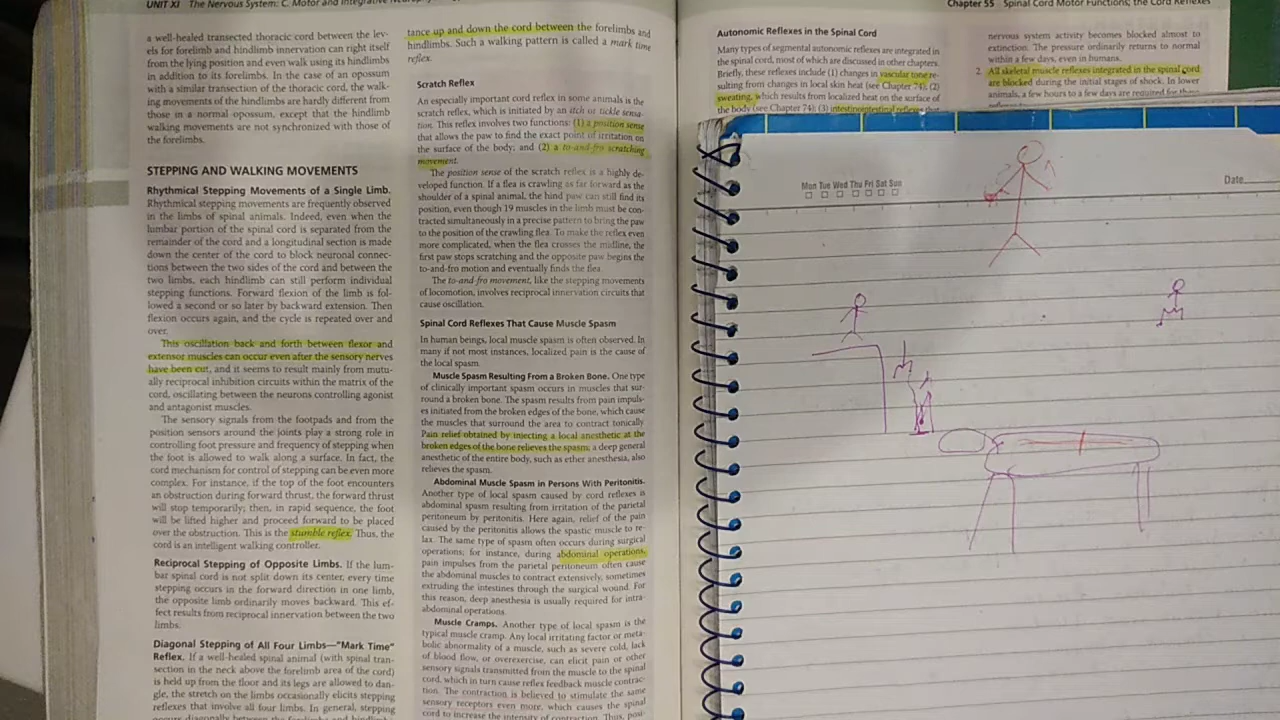 UNIT XI The Nervous System: C. Motor and Integrative
a well-healed transected thoracic cord between the lev-
els for forelimb and hindlimb innervation can right itself
from the lying position and even walk using its hindlimbs
in addition to its forelimbs. In the case of an opossum
with a similar transection of the thoracic cord, the walk-
ing movements of the hindlimbs are hardly different from
those in a normal opossum, except that the hindlimb
walking movements are not synchronized with those of
the forelimbs.
STEPPING AND WALKING MOVEMENTS
Rhythmical Stepping Movements of a Single Limb.
Rhythmical stepping movements are frequently observed
in the limbs of spinal animals. Indeed, even when the
lumbar portion of the spinal cord is separated from the
remainder of the cord and a longitudinal section is made
down the center of the cord to block neuronal connec-
tions between the two sides of the cord and between the
two limbs, each hindlimb can still perform individual
stepping functions. Forward flexion of the limb is fol-
lowed a second or so later by backward extension. Then
flexion occurs again, and the cycle is repeated over and
over.
This oscillation back and forth between flexor and
extensor muscles can occur even after the sensory nerves
have been cut, and it seems to result mainly from mutu-
ally reciprocal inhibition circuits within the matrix of the
cord, oscillating between the neurons controlling agonist
and antagonist muscles.
The sensory signals from the footpads and from the
position sensors around the joints play a strong role in
controlling foot pressure and frequency of stepping when
the foot is allowed to walk along a surface. In fact, the
cord mechanism for control of stepping can be even more
complex. For instance, if the top of the foot encounters
an obstruction during forward thrust, the forward thrust
will stop temporarily; then, in rapid sequence, the foot
will be lifted higher and proceed forward to be placed
over the obstruction. This is the stumble reflex. Thus, the
cord is an intelligent walking controller.
Reciprocal Stepping of Opposite Limbs. If the lum-
bar spinal cord is not split down its center, every time
stepping occurs in the forward direction in one limb,
the opposite limb ordinarily moves backward. This ef-
fect results from reciprocal innervation between the two
limbs.
Diagonal Stepping of All Four Limbs—"Mark Time"
Reflex. If a well-healed spinal animal (with spinal tran-
section in the neck above the forelimb area of the cord)
is held up from the floor and its legs are allowed to dan-
gle, the stretch on the limbs occasionally elicits stepping
reflexes that involve all four limbs. In general, stepping
tance up and down the cord between the forelimbs and
hindlimbs. Such a walking pattern is called a mark time
reflex.
Scratch Reflex
An especially important cord reflex in some animals is the
scratch reflex, which is initiated by an itch or tickle sensa-
tion. This reflex involves two functions: (1) a position sense
that allows the paw to find the exact point of irritation on
the surface of the body; and (2) a to-and-fro scratching
movement.
The position sense of the scratch reflex is a highly de-
veloped function. If a flea is crawling as far forward as the
shoulder of a spinal animal, the hind paw can still find its
position, even though 19 muscles in the limb must be con-
tracted simultaneously in a precise pattern to bring the paw
to the position of the crawling flea. To make the reflex even
more complicated, when the flea crosses the midline, the
first paw stops scratching and the opposite paw begins the
to-and-fro motion and eventually finds the flea.
The to-and-fro movement, like the stepping movements
of locomotion, involves reciprocal innervation circuits that
cause oscillation.
Spinal Cord Reflexes That Cause Muscle Spasm
In human beings, local muscle spasm is often observed. In
many if not most instances, localized pain is the cause of
the local spasm.
Muscle Spasm Resulting From a Broken Bone. One type
of clinically important spasm occurs in muscles that sur-
round a broken bone. The spasm results from pain impuls-
es initiated from the broken edges of the bone, which cause
the muscles that surround the area to contract tonically.
Pain relief obtained by injecting a local anesthetic at the
broken edges of the bone relieves the spasm; a deep general
anesthetic of the entire body, such as ether anesthesia, also
relieves the spasm.
Abdominal Muscle Spasm in Persons With Peritonitis.
Another type of local spasm caused by cord reflexes is
abdominal spasm resulting from irritation of the parietal
peritoneum by peritonitis. Here again, relief of the pain
caused by the peritonitis allows the spastic muscle to re-
lax. The same type of spasm often occurs during surgical
operations; for instance, during abdominal operations,
pain impulses from the parietal peritoneum often cause
the abdominal muscles to contract extensively, sometimes
extruding the intestines through the surgical wound. For
this reason, deep anesthesia is usually required for intra-
abdominal operations.
Muscle Cramps. Another type of local spasm is the
typical muscle cramp. Any local irritating factor or meta-
bolic abnormality of a muscle, such as severe cold, lack
of blood flow, or overexercise, can elicit pain or other
sensory signals transmitted from the muscle to the spinal
cord, which in turn cause reflex feedback muscle contrac-
tion. The contraction is believed to stimulate the same
sensory receptors even more, which causes the spinal
cord to increase the intensity of contraction. Thus, posi-
Chapter 55 Spinal Cord Motor Functions; the Cord Reflexes
Autonomic Reflexes in the Spinal Cord
Many types of segmental autonomic reflexes are integrated in
the spinal cord, most of which are discussed in other chapters.
Briefly, these reflexes include (1) changes in vascular tone re-
sulting from changes in local skin heat (see Chapter 74); (2)
sweating, which results from localized heat on the surface of
the body (see Chapter 74); (3) intestinointestinal reflexes that
nervous system activity becomes blocked almost to
extinction. The pressure ordinarily returns to normal
within a few days, even in humans.
2. All skeletal muscle reflexes integrated in the spinal cord
are blocked during the initial stages of shock. In lower
animals, a few hours to a few days are required for
Mon Tue Wed Thu Fri Sat Sun
Date